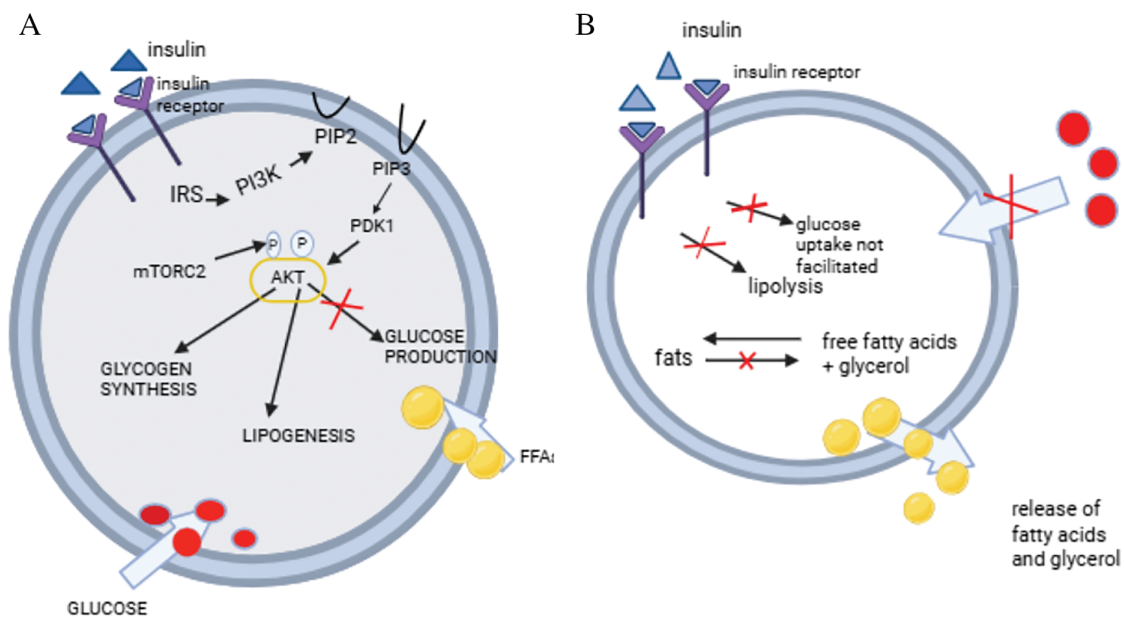 A
insulin
insulin
receptor
PIP2
PIP3
IRS
PI3K
PDK1
P
P
mTORC2
AKT
GLUCOSE
PRODUCTION
GLYCOGEN
SYNTHESIS
LIPOGENESIS
FFAs
GLUCOSE
B
insulin
insulin receptor
glucose
uptake not
facilitated
lipolysis
fats
free fatty acids
+ glycerol
release of
fatty acids
and glycerol